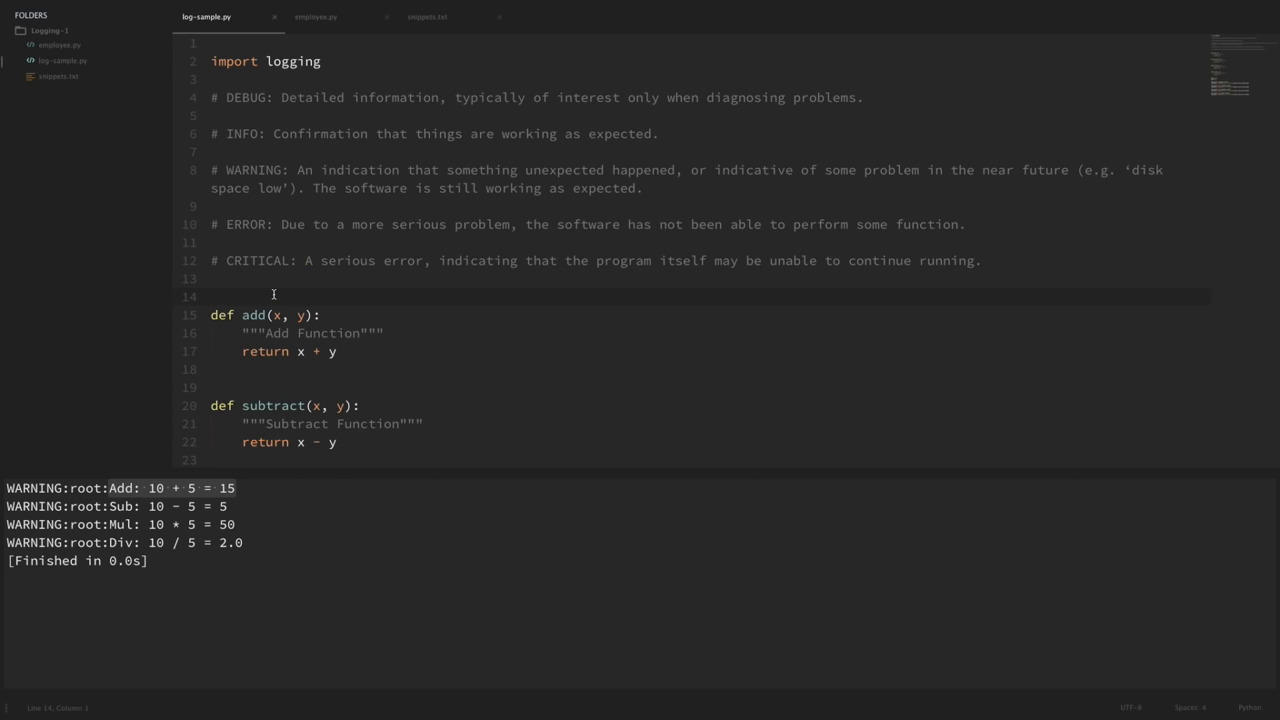 FOLDERS
Logging-1
employee.py
log-sample.py
snippets.txt
log-sample.py × employee.py × snippets.txt ×
1
2 import logging
3
4 # DEBUG: Detailed information, typically of interest only when diagnosing problems.
5
6 # INFO: Confirmation that things are working as expected.
7
8 # WARNING: An indication that something unexpected happened, or indicative of some problem in the near future (e.g. ‘disk
space low’). The software is still working as expected.
9
10 # ERROR: Due to a more serious problem, the software has not been able to perform some function.
11
12 # CRITICAL: A serious error, indicating that the program itself may be unable to continue running.
13
14
15 def add(x, y):
16 """Add Function"""
17 return x + y
18
19
20 def subtract(x, y):
21 """Subtract Function"""
22 return x - y
23
WARNING:root:Add: 10 + 5 = 15
WARNING:root:Sub: 10 - 5 = 5
WARNING:root:Mul: 10 * 5 = 50
WARNING:root:Div: 10 / 5 = 2.0
[Finished in 0.0s]
Line 14, Column 1 UTF-8 Spaces: 4 Python